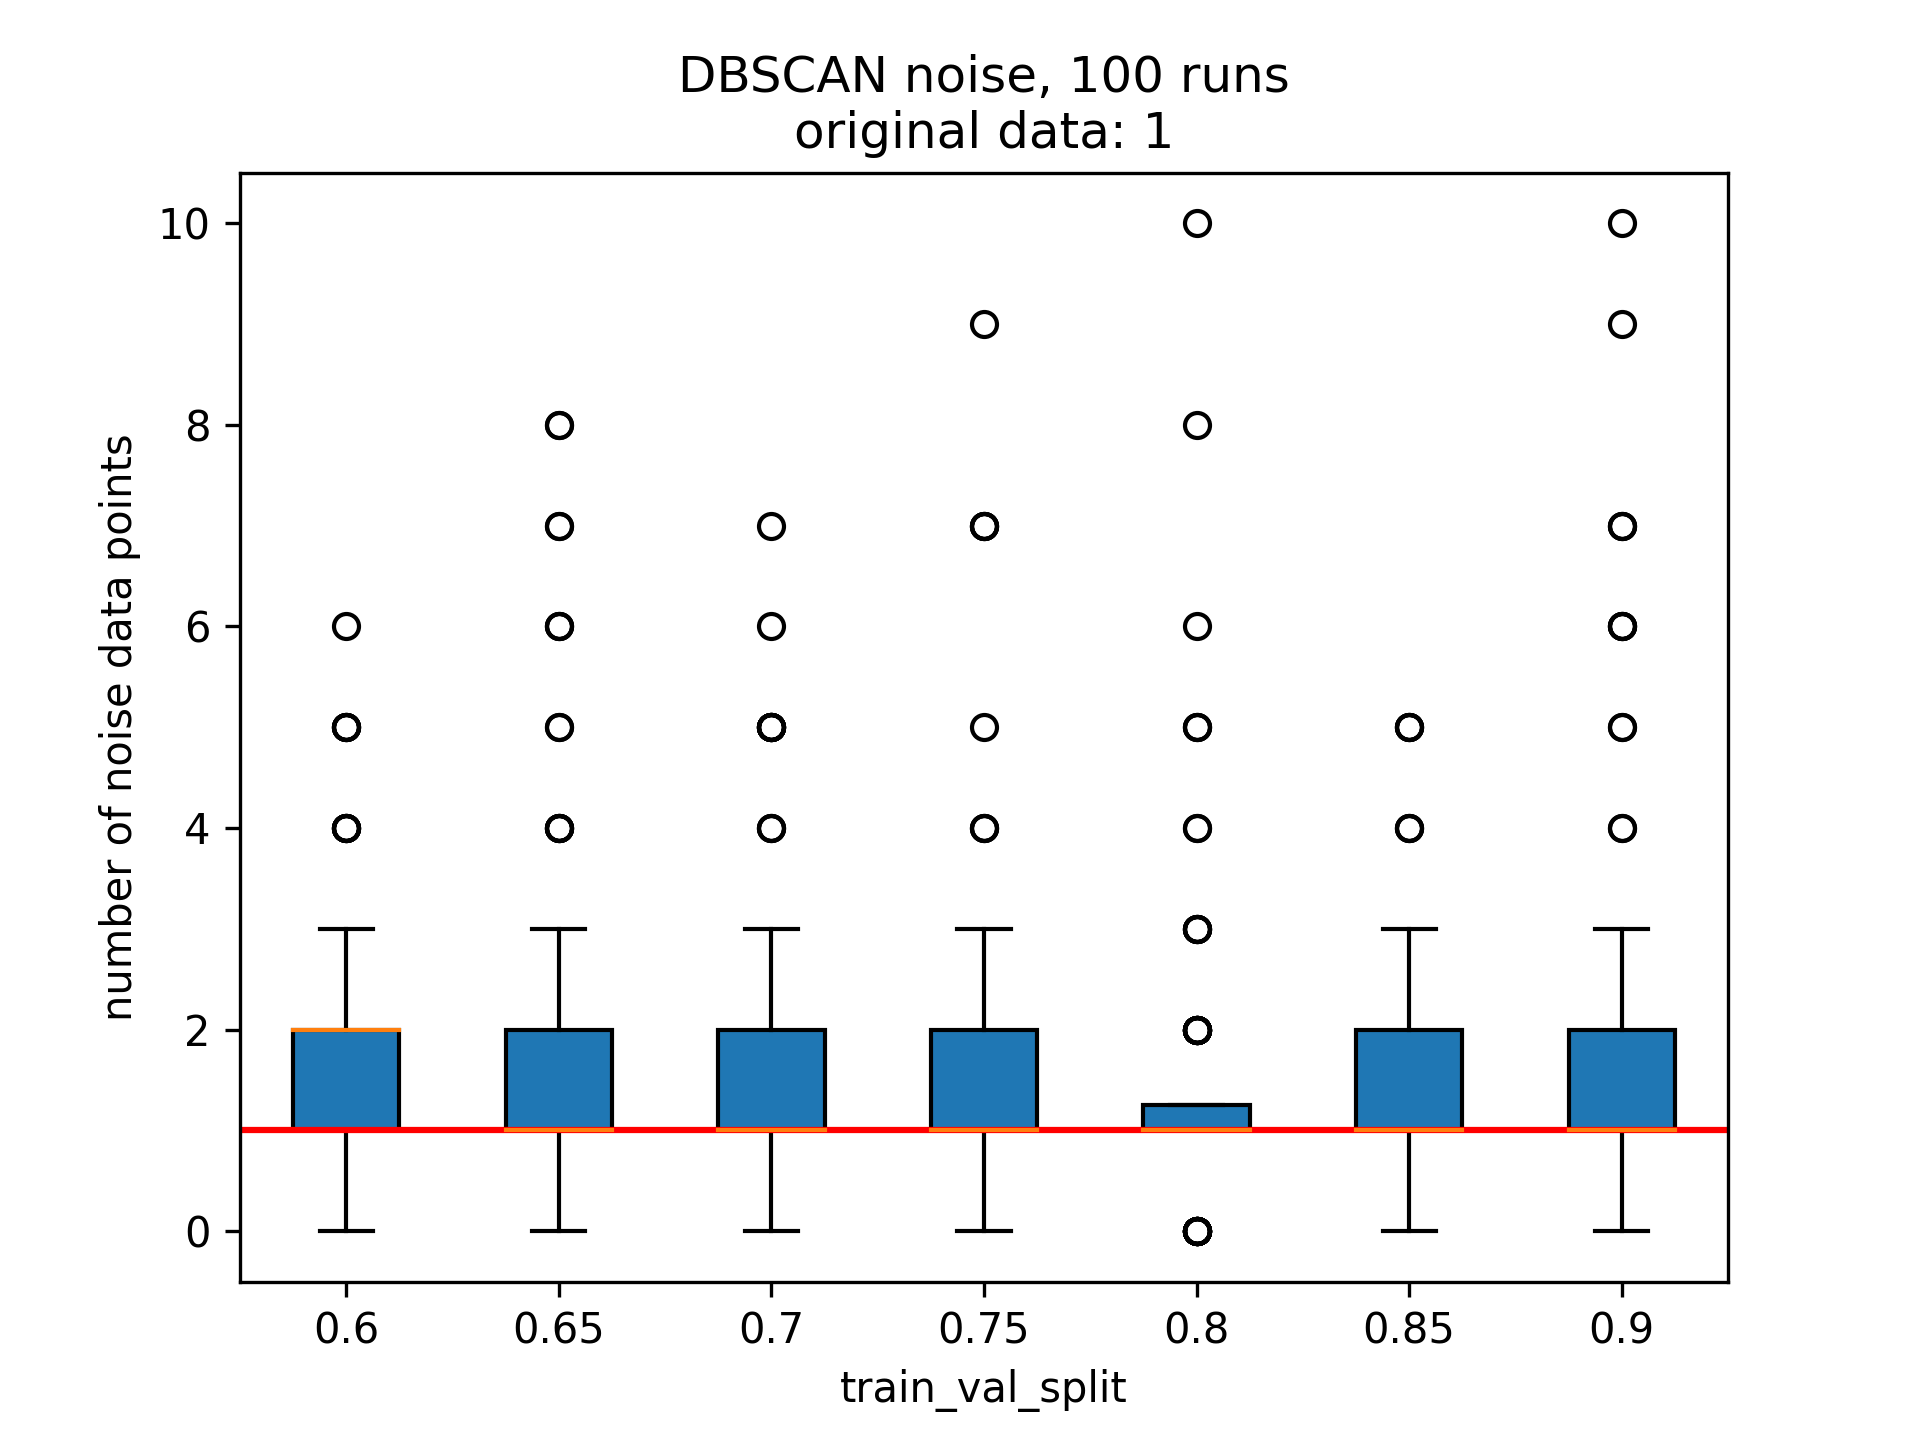 DBSCAN noise, 100 runs
original data: 1
number of noise data points
10
8
6
4
2
0
0.6 0.65 0.7 0.75 0.8 0.85 0.9
train_val_split